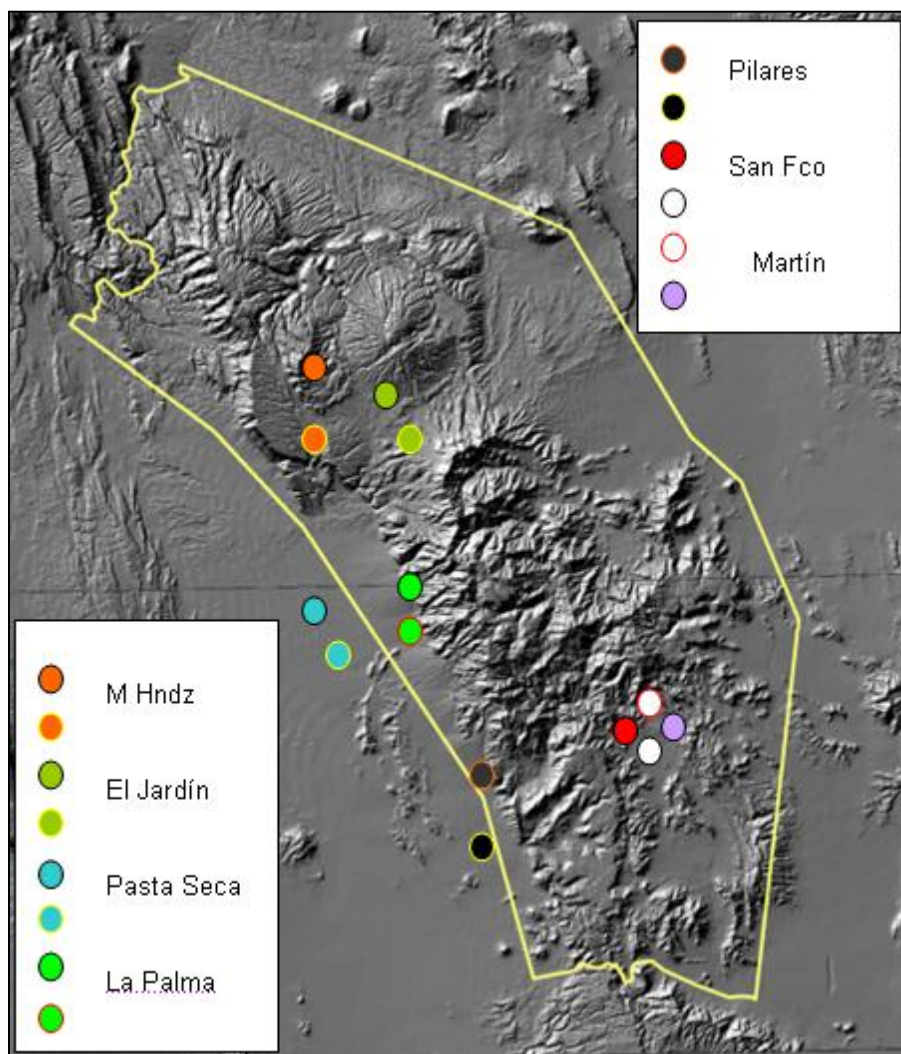 Pilares
San Fco
Martín
M Hndz
El Jardín
Pasta Seca
La Palma